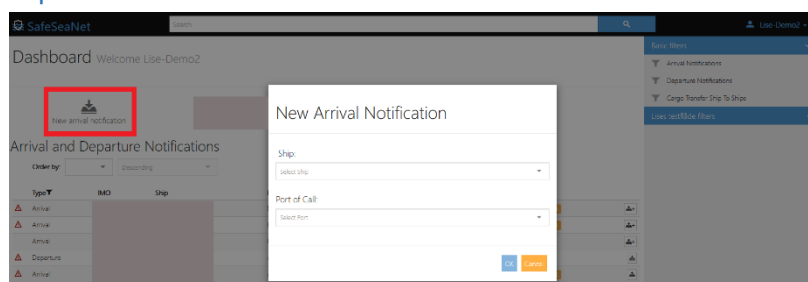 SafeSeaNet
Search
Lise-Demo2
Dashboard Welcome Lise-Demo2
Basic filters
Arrival Notifications
Departure Notifications
Cargo Transfer Ship To Ships
Lises testflåde filters
New arrival notification
New Arrival Notification
Ship:
Select Ship
Port of Call:
Select Port
OK Cancel
Arrival and Departure Notifications
Order by: Descending
Type IMO Ship
Arrival
Arrival
Arrival
Departure
Arrival